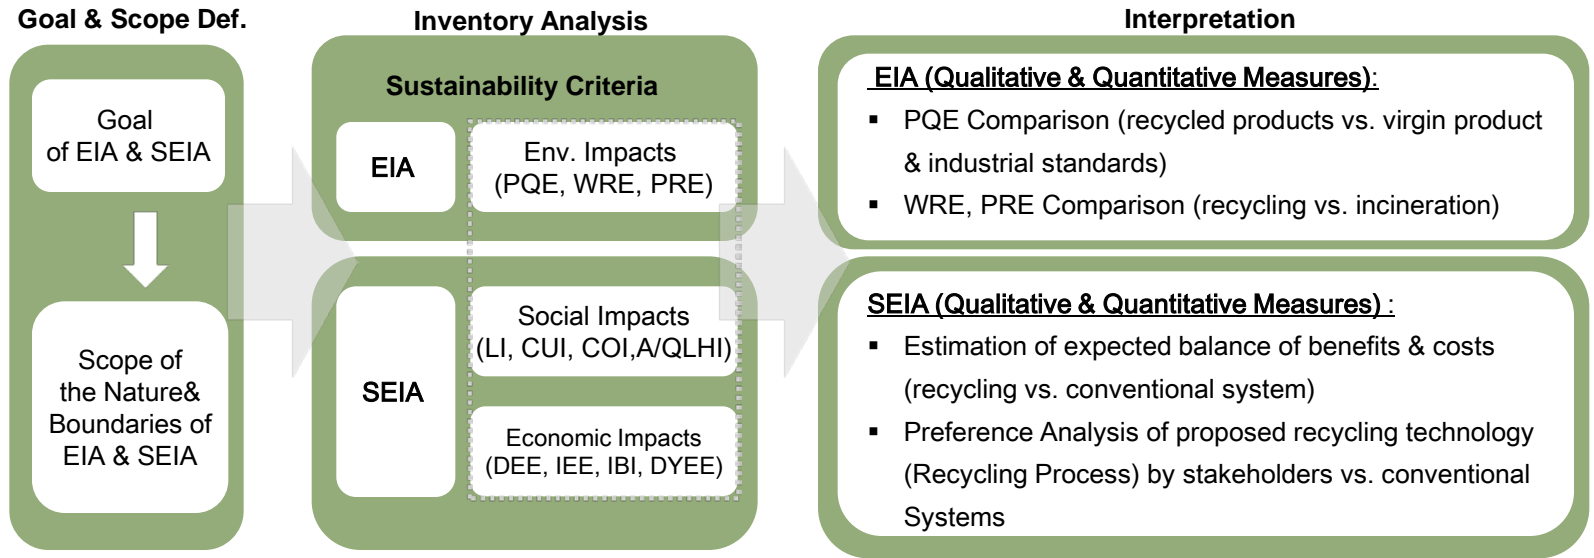 Goal & Scope Def.
Goal
of EIA & SEIA
Scope of
the Nature&
Boundaries of
EIA & SEIA
Inventory Analysis
Sustainability Criteria
EIA
Env. Impacts
(PQE, WRE, PRE)
SEIA
Social Impacts
(LI, CUI, COI,A/QLHI)
Economic Impacts
(DEE, IEE, IBI, DYEE)
Interpretation
EIA (Qualitative & Quantitative Measures):
▪ PQE Comparison (recycled products vs. virgin product
& industrial standards)
▪ WRE, PRE Comparison (recycling vs. incineration)
SEIA (Qualitative & Quantitative Measures) :
▪ Estimation of expected balance of benefits & costs
(recycling vs. conventional system)
▪ Preference Analysis of proposed recycling technology
(Recycling Process) by stakeholders vs. conventional
Systems